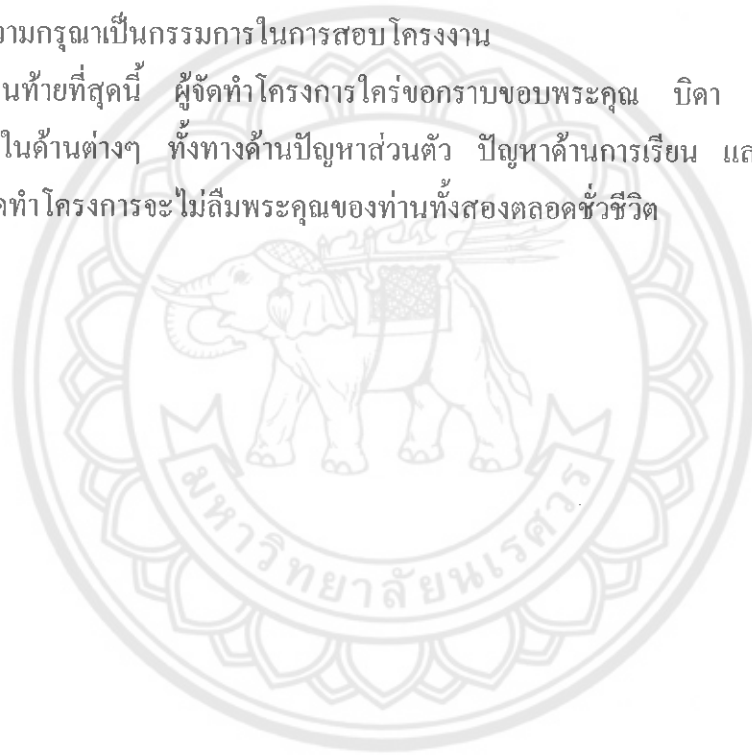 วามกรุณาเป็นกรรมการในการสอบโครงงาน
นท้ายที่สุดนี้ ผู้จัดทำโครงการใคร่ขอกราบขอบพระคุณ บิดา
ในด้านต่างๆ ทั้งทางด้านปัญหาส่วนตัว ปัญหาด้านการเรียน แล
ดทำโครงการจะไม่ลืมพระคุณของท่านทั้งสองตลอดชั่วชีวิต
มหาวิทยาลัยนเรศวร